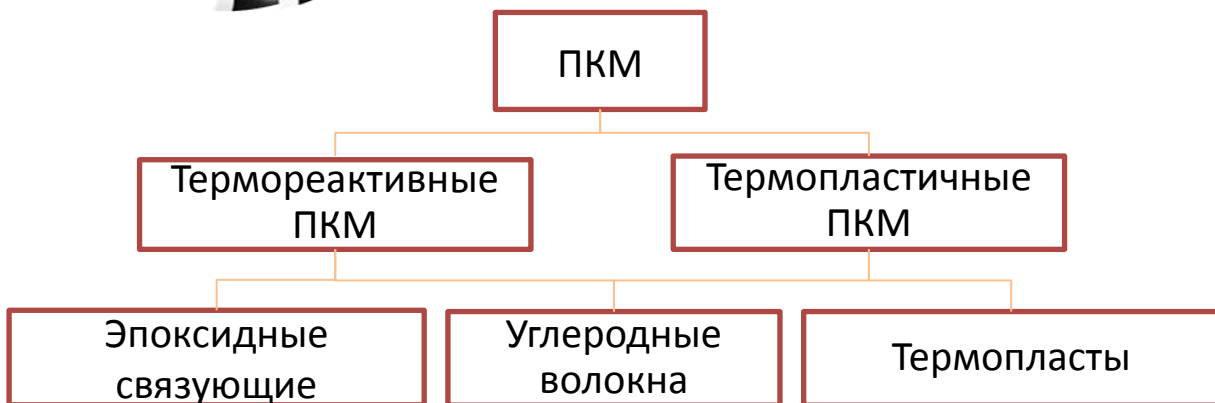 ПКМ
Термореактивные
ПКМ
Термопластичные
ПКМ
Эпоксидные
связующие
Углеродные
волокна
Термопласты